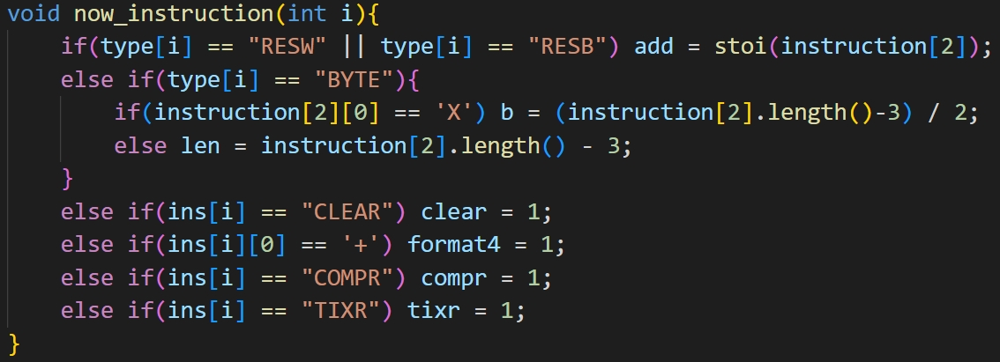 void now_instruction(int i){
    if(type[i] == "RESW" || type[i] == "RESB") add = stoi(instruction[2]);
    else if(type[i] == "BYTE"){
        if(instruction[2][0] == 'X') b = (instruction[2].length()-3) / 2;
        else len = instruction[2].length() - 3;
    }
    else if(ins[i] == "CLEAR") clear = 1;
    else if(ins[i][0] == '+') format4 = 1;
    else if(ins[i] == "COMPR") compr = 1;
    else if(ins[i] == "TIXR") tixr = 1;
}